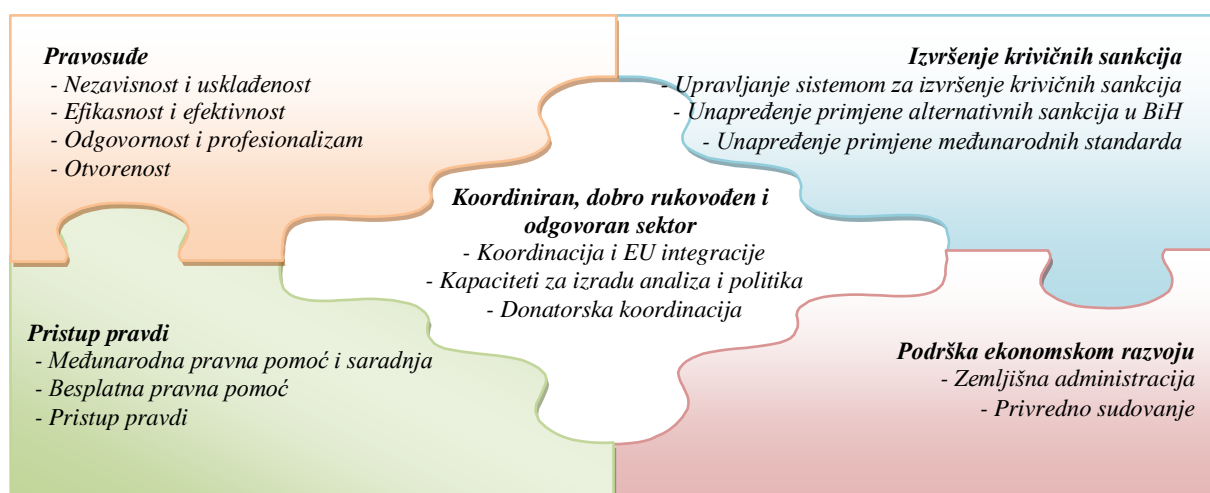 Pravosuđe
- Nezavisnost i usklađenost
- Efikasnost i efektivnost
- Odgovornost i profesionalizam
- Otvorenost
Izvršenje krivičnih sankcija
- Upravljanje sistemom za izvršenje krivičnih sankcija
- Unapređenje primjene alternativnih sankcija u BiH
- Unapređenje primjene međunarodnih standarda
Koordiniran, dobro rukovođen i
odgovoran sektor
- Koordinacija i EU integracije
- Kapaciteti za izradu analiza i politika
- Donatorska koordinacija
Pristup pravdi
- Međunarodna pravna pomoć i saradnja
- Besplatna pravna pomoć
- Pristup pravdi
Podrška ekonomskom razvoju
- Zemljišna administracija
- Privredno sudovanje